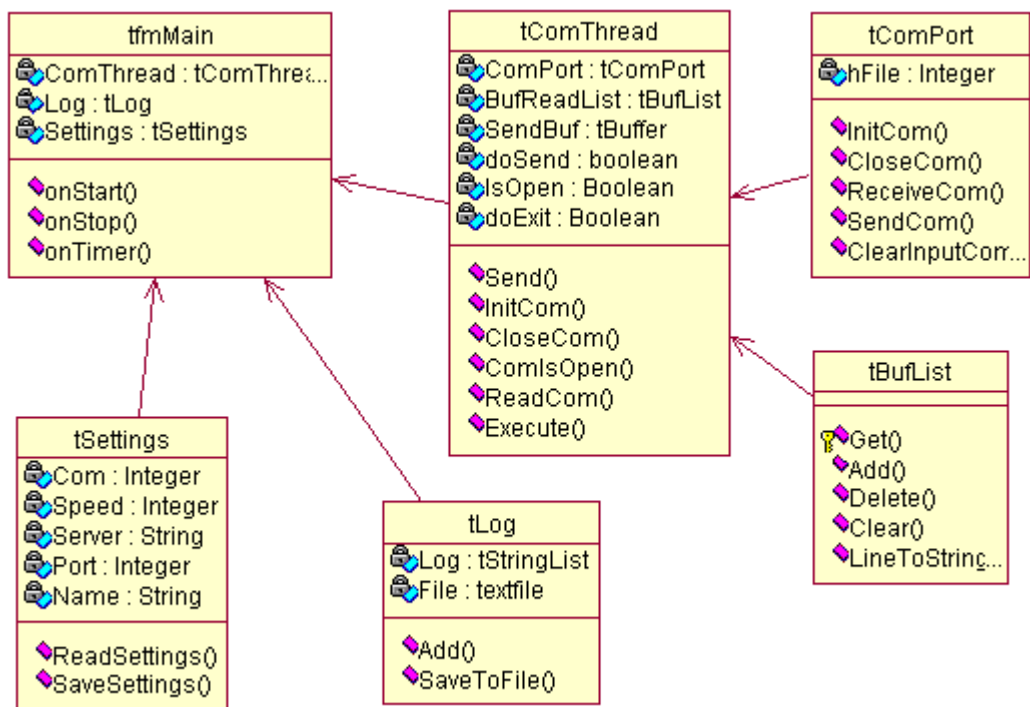 tfmMain
ComThread : tComThrea...
Log : tLog
Settings : tSettings
onStart()
onStop()
onTimer()
tComThread
ComPort : tComPort
BufReadList : tBufList
SendBuf : tBuffer
doSend : boolean
IsOpen : Boolean
doExit : Boolean
Send()
InitCom()
CloseCom()
ComIsOpen()
ReadCom()
Execute()
tComPort
hFile : Integer
InitCom()
CloseCom()
ReceiveCom()
SendCom()
ClearInputCom...
tBufList
Get()
Add()
Delete()
Clear()
LineToString...
tSettings
Com : Integer
Speed : Integer
Server : String
Port : Integer
Name : String
ReadSettings()
SaveSettings()
tLog
Log : tStringList
File : textfile
Add()
SaveToFile()